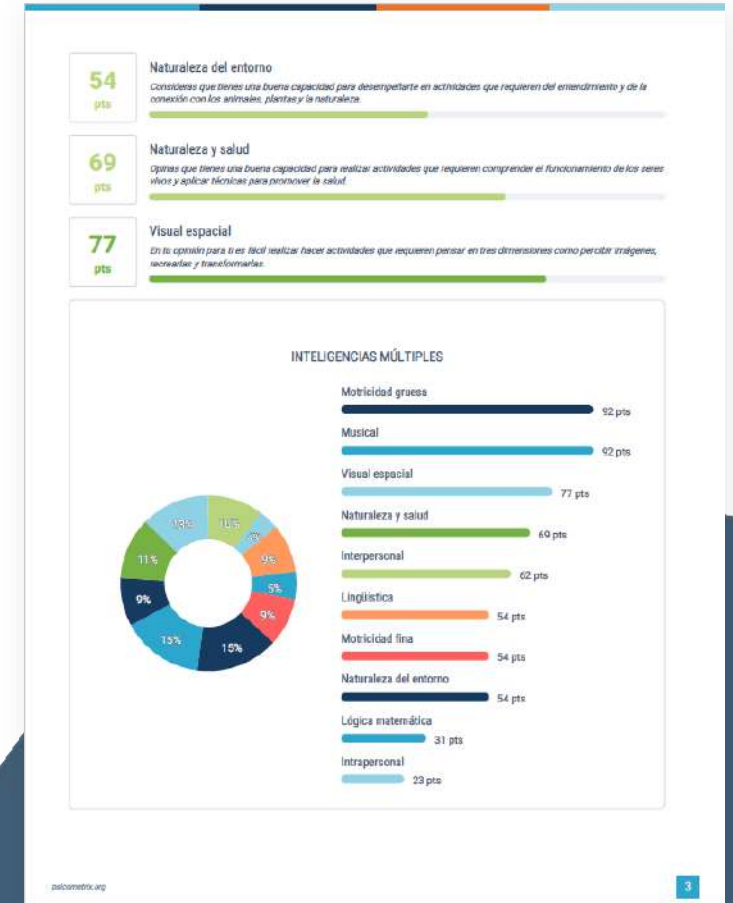 54
pts
Naturaleza del entorno
Consideras que tienes una buena capacidad para desempeñarte en actividades que requieren del entendimiento y de la
conexión con los animales, plantas y la naturaleza.
69
pts
Naturaleza y salud
Opinas que tienes una buena capacidad para realizar actividades que requieren comprender el funcionamiento de los seres
vivos y aplicar técnicas para promover la salud.
77
pts
Visual espacial
En tu opinión para ti es fácil realizar hacer actividades que requieren pensar en tres dimensiones como percibir imágenes,
recrearlas y transformarlas.
INTELIGENCIAS MÚLTIPLES
Motricidad gruesa
92 pts
Musical
92 pts
Visual espacial
77 pts
Naturaleza y salud
69 pts
Interpersonal
62 pts
Lingüística
54 pts
Motricidad fina
54 pts
Naturaleza del entorno
54 pts
Lógica matemática
31 pts
Intrapersonal
23 pts
13%
10%
9%
5%
9%
15%
15%
9%
11%
psicometrix.org
3